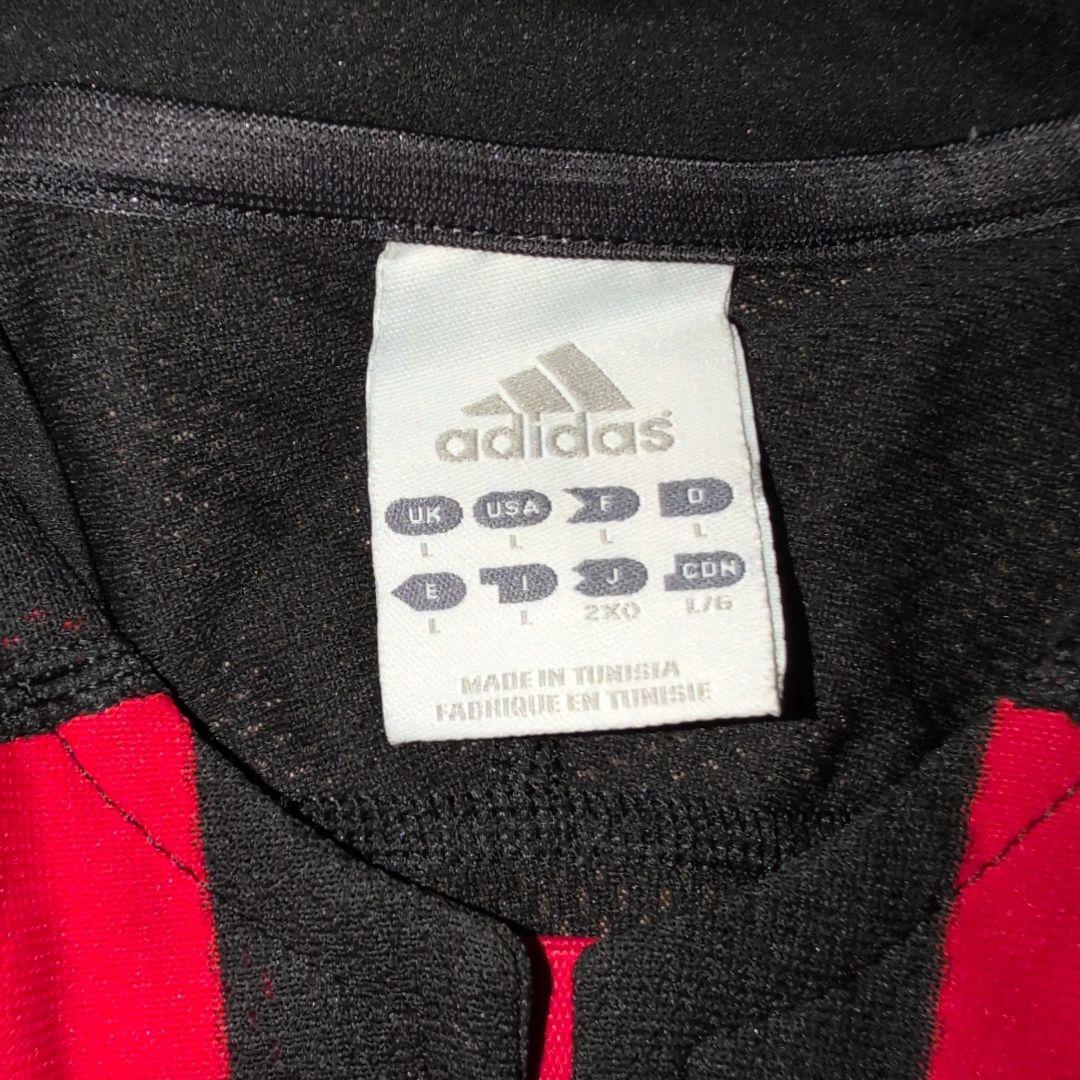 adidas
UK USA F D
L L L L
E I J CDN
L L 2XO L/G
MADE IN TUNISIA
FABRIQUE EN TUNISIE